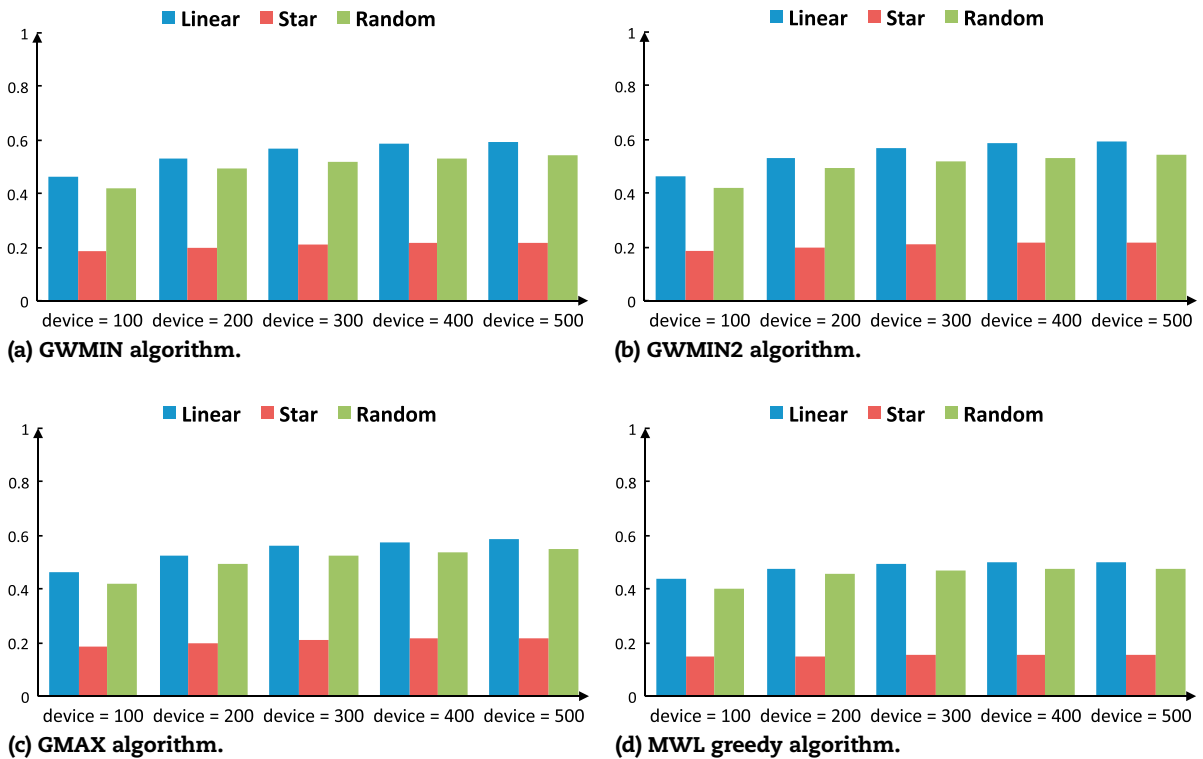 Linear Star Random
1
0.8
0.6
0.4
0.2
0
device = 100 device = 200 device = 300 device = 400 device = 500
(a) GWMIN algorithm.
Linear Star Random
1
0.8
0.6
0.4
0.2
0
device = 100 device = 200 device = 300 device = 400 device = 500
(b) GWMIN2 algorithm.
Linear Star Random
1
0.8
0.6
0.4
0.2
0
device = 100 device = 200 device = 300 device = 400 device = 500
(c) GMAX algorithm.
Linear Star Random
1
0.8
0.6
0.4
0.2
0
device = 100 device = 200 device = 300 device = 400 device = 500
(d) MWL greedy algorithm.